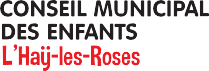 CONSEIL MUNICIPAL
DES ENFANTS
L'Haÿ-les-Roses